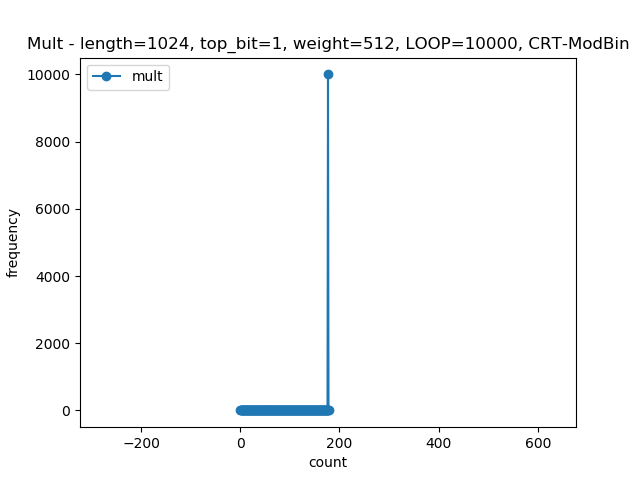 Mult - length=1024, top_bit=1, weight=512, LOOP=10000, CRT-ModBin
mult
10000
8000
6000
4000
2000
0
frequency
−200
0
200
400
600
count